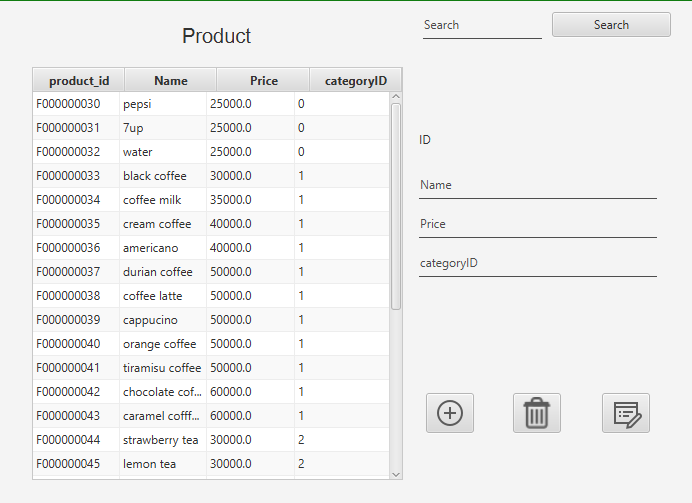 Product
Search
Search
product_id Name Price categoryID
F000000030 pepsi 25000.0 0
F000000031 7up 25000.0 0
F000000032 water 25000.0 0
F000000033 black coffee 30000.0 1
F000000034 coffee milk 35000.0 1
F000000035 cream coffee 40000.0 1
F000000036 americano 40000.0 1
F000000037 durian coffee 50000.0 1
F000000038 coffee latte 50000.0 1
F000000039 cappucino 50000.0 1
F000000040 orange coffee 50000.0 1
F000000041 tiramisu coffee 50000.0 1
F000000042 chocolate cof... 60000.0 1
F000000043 caramel cofff... 60000.0 1
F000000044 strawberry tea 30000.0 2
F000000045 lemon tea 30000.0 2
ID
Name
Price
categoryID